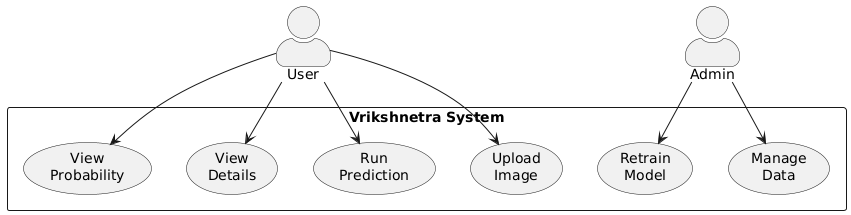 User
Admin
Vrikshnetra System
View
Probability
View
Details
Run
Prediction
Upload
Image
Retrain
Model
Manage
Data